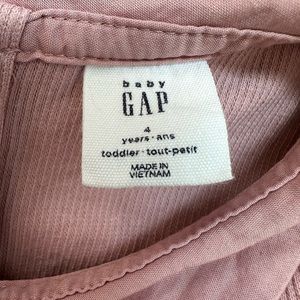 baby
GAP
4
years·ans
toddler·tout-petit
MADE IN
VIETNAM